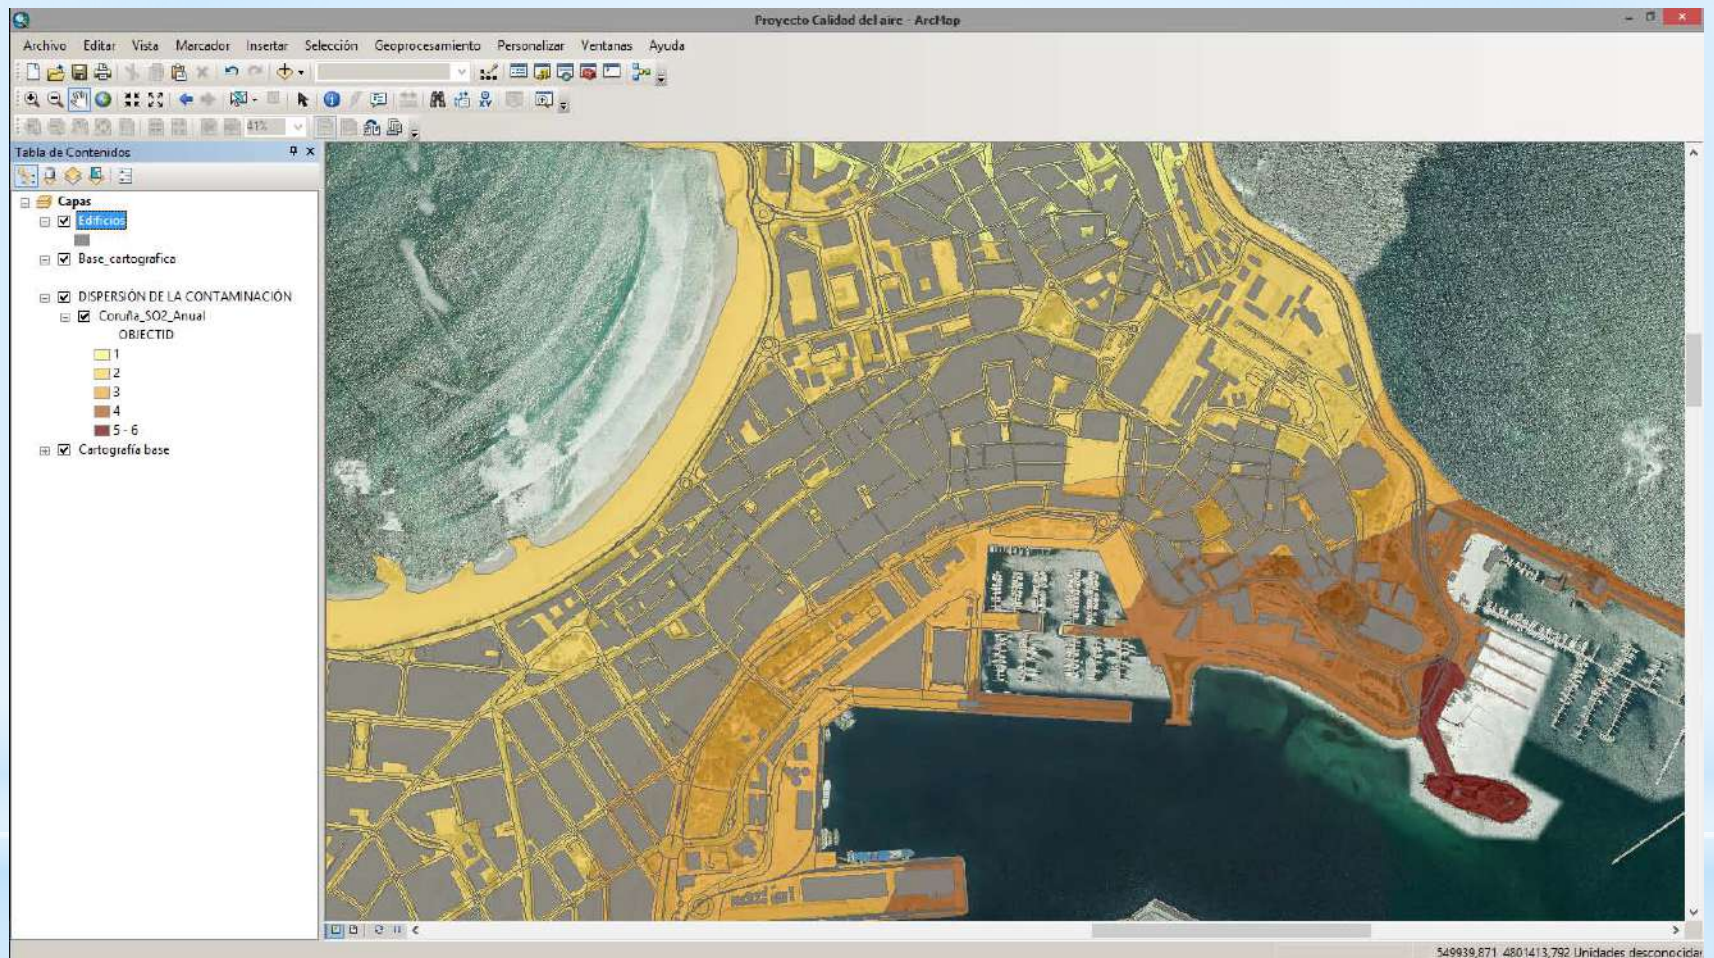 Proyecto Calidad del aire - ArcMap
Archivo Editar Vista Marcador Insertar Selección Geoprocesamiento Personalizar Ventanas Ayuda
41%
Tabla de Contenidos
Capas
Edificios
Base_cartografica
DISPERSIÓN DE LA CONTAMINACIÓN
Coruña_SO2_Anual
OBJECTID
1
2
3
4
5 - 6
Cartografía base
549939,871 4801413,792 Unidades desconocidas